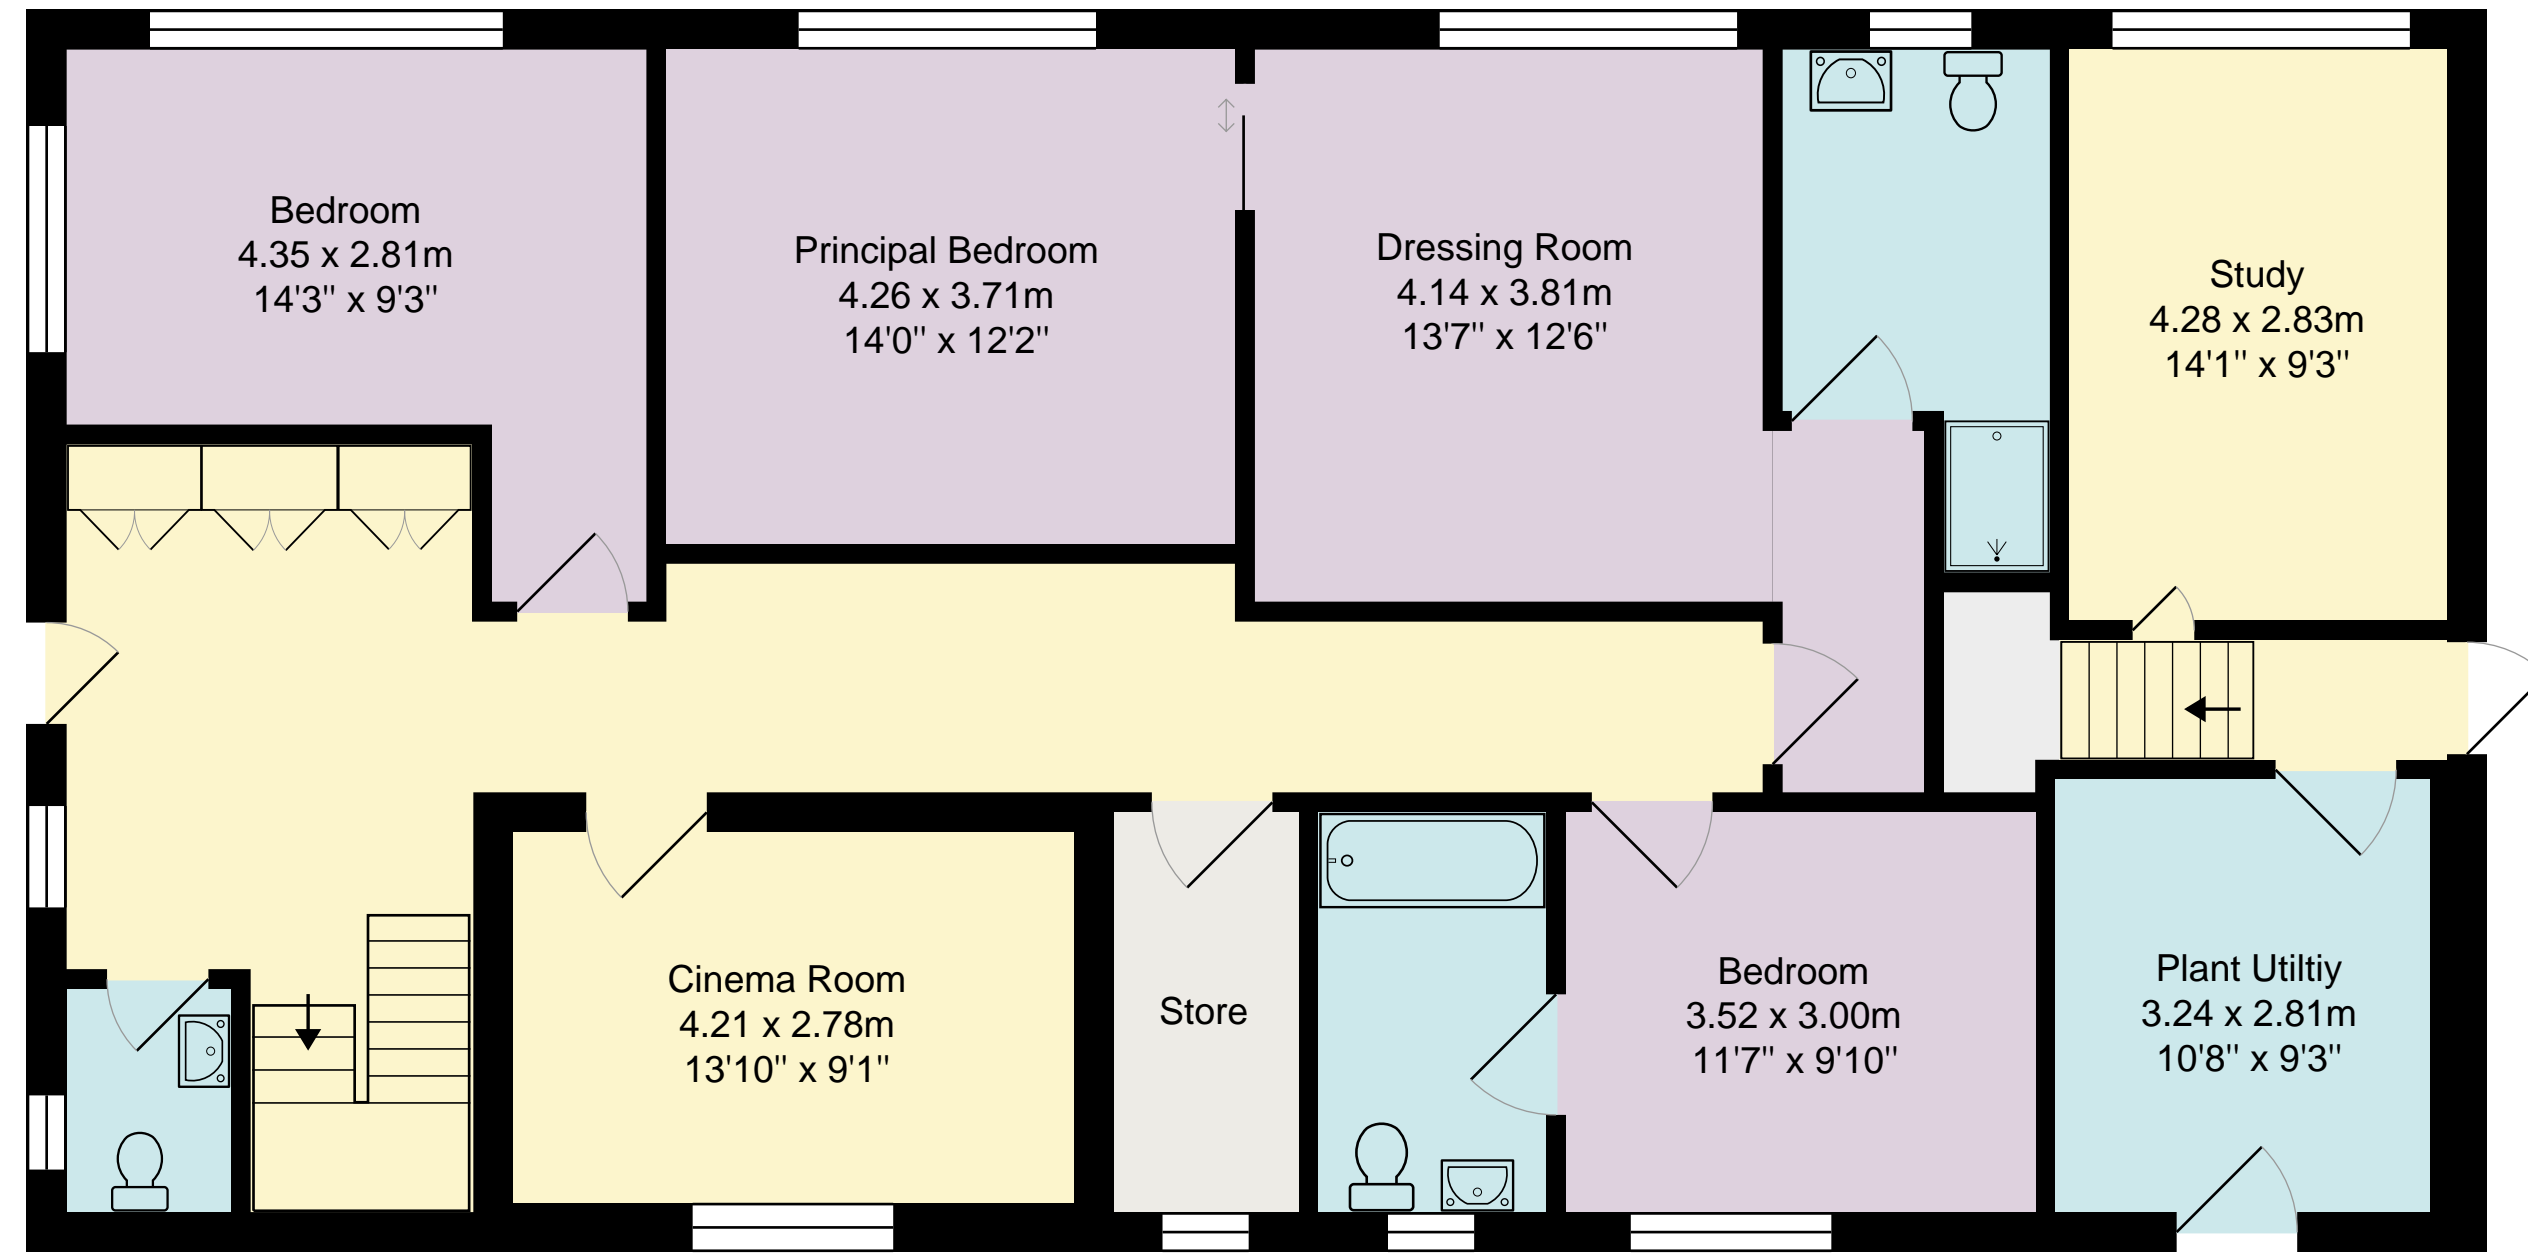 Bedroom
4.35 x 2.81m
14'3" x 9'3"
Principal Bedroom
4.26 x 3.71m
14'0" x 12'2"
Dressing Room
4.14 x 3.81m
13'7" x 12'6"
Study
4.28 x 2.83m
14'1" x 9'3"
Cinema Room
4.21 x 2.78m
13'10" x 9'1"
Store
Bedroom
3.52 x 3.00m
11'7" x 9'10"
Plant Utiltiy
3.24 x 2.81m
10'8" x 9'3"